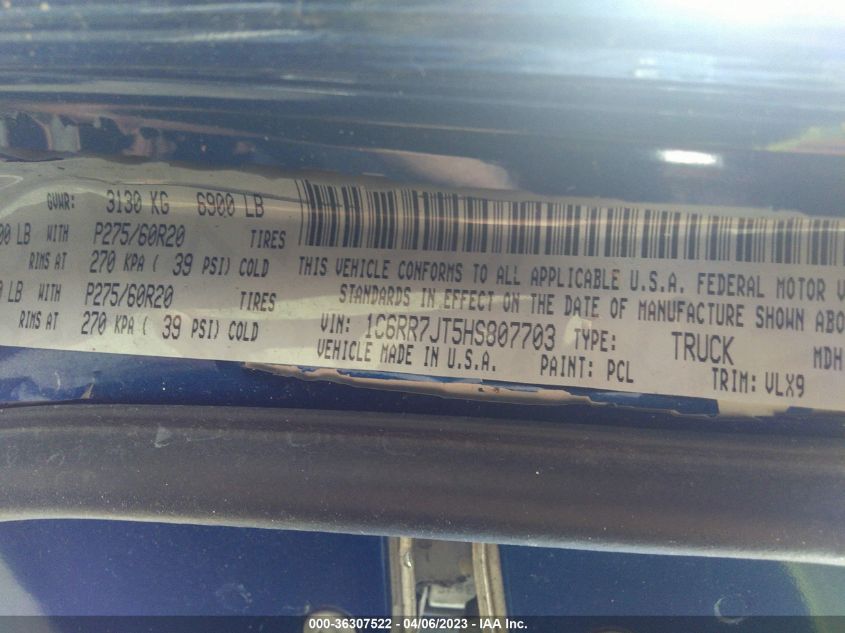 GVWR: 3130 KG 6900 LB
00 LB WITH P275/60R20 TIRES
RIMS AT 270 KPA ( 39 PSI) COLD
0 LB WITH P275/60R20 TIRES
RIMS AT 270 KPA ( 39 PSI) COLD
THIS VEHICLE CONFORMS TO ALL APPLICABLE U.S.A. FEDERAL MOTOR V
STANDARDS IN EFFECT ON THE DATE OF MANUFACTURE SHOWN ABO
VIN: 1C6RR7JT5HS807703 TYPE: TRUCK MDH
VEHICLE MADE IN U.S.A. PAINT: PCL TRIM: VLX9
000-36307522 - 04/06/2023 - IAA Inc.